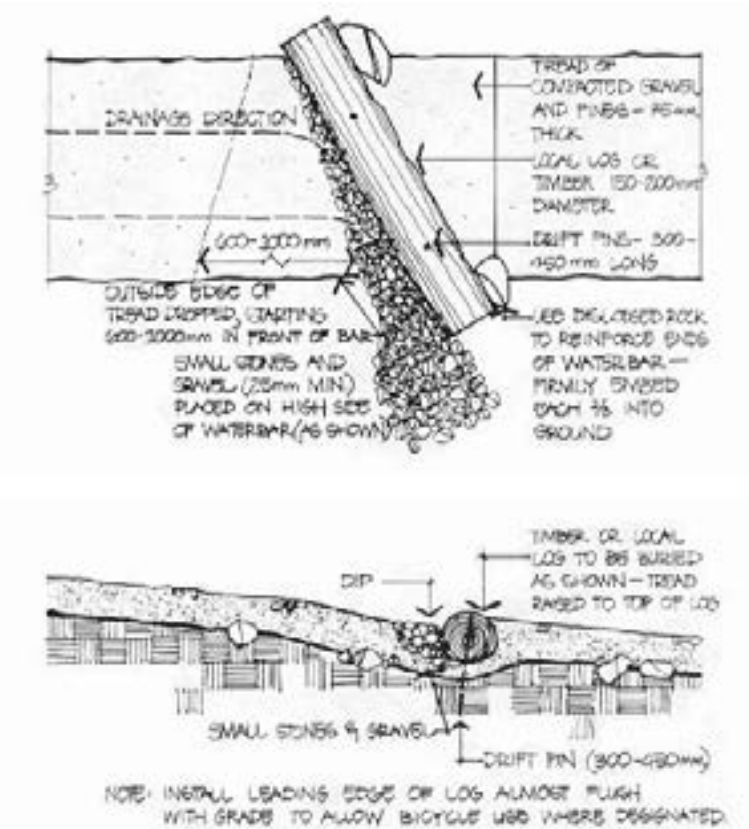 DRAINAGE DIRECTION
TREAD OF
COMPACTED GRAVEL
AND FINES - 75mm
THICK
LOCAL LOG OR
TIMBER 150-200mm
DIAMETER
DRIFT PINS - 300-
450 mm LONG
600-1000 mm
OUTSIDE EDGE OF
TREAD DROPPED, STARTING
600-1000mm IN FRONT OF BAR
SMALL STONES AND
GRAVEL (75mm MIN)
PLACED ON HIGH SIDE
OF WATERBAR (AS SHOWN)
USE DISLODGED ROCK
TO REINFORCE ENDS
OF WATERBAR -
FIRMLY EMBED
EACH INTO
GROUND
DIP
TIMBER OR LOCAL
LOG TO BE BURIED
AS SHOWN - TREAD
RAISED TO TOP OF LOG
SMALL STONES & GRAVEL
DRIFT PIN (300-450mm)
NOTE: INSTALL LEADING EDGE OF LOG ALMOST FLUSH
WITH GRADE TO ALLOW BICYCLE USE WHERE DESIGNATED.